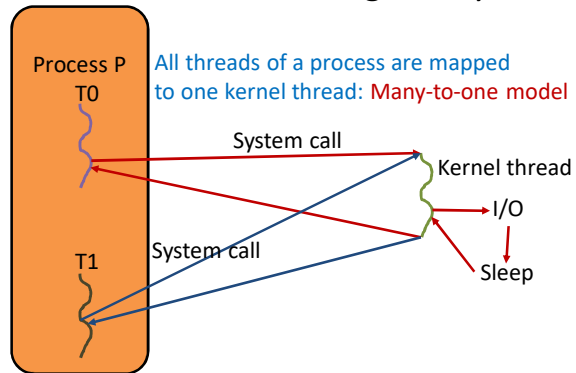 Process P
T0
All threads of a process are mapped
to one kernel thread: Many-to-one model
System call
Kernel thread
I/O
System call
T1
Sleep